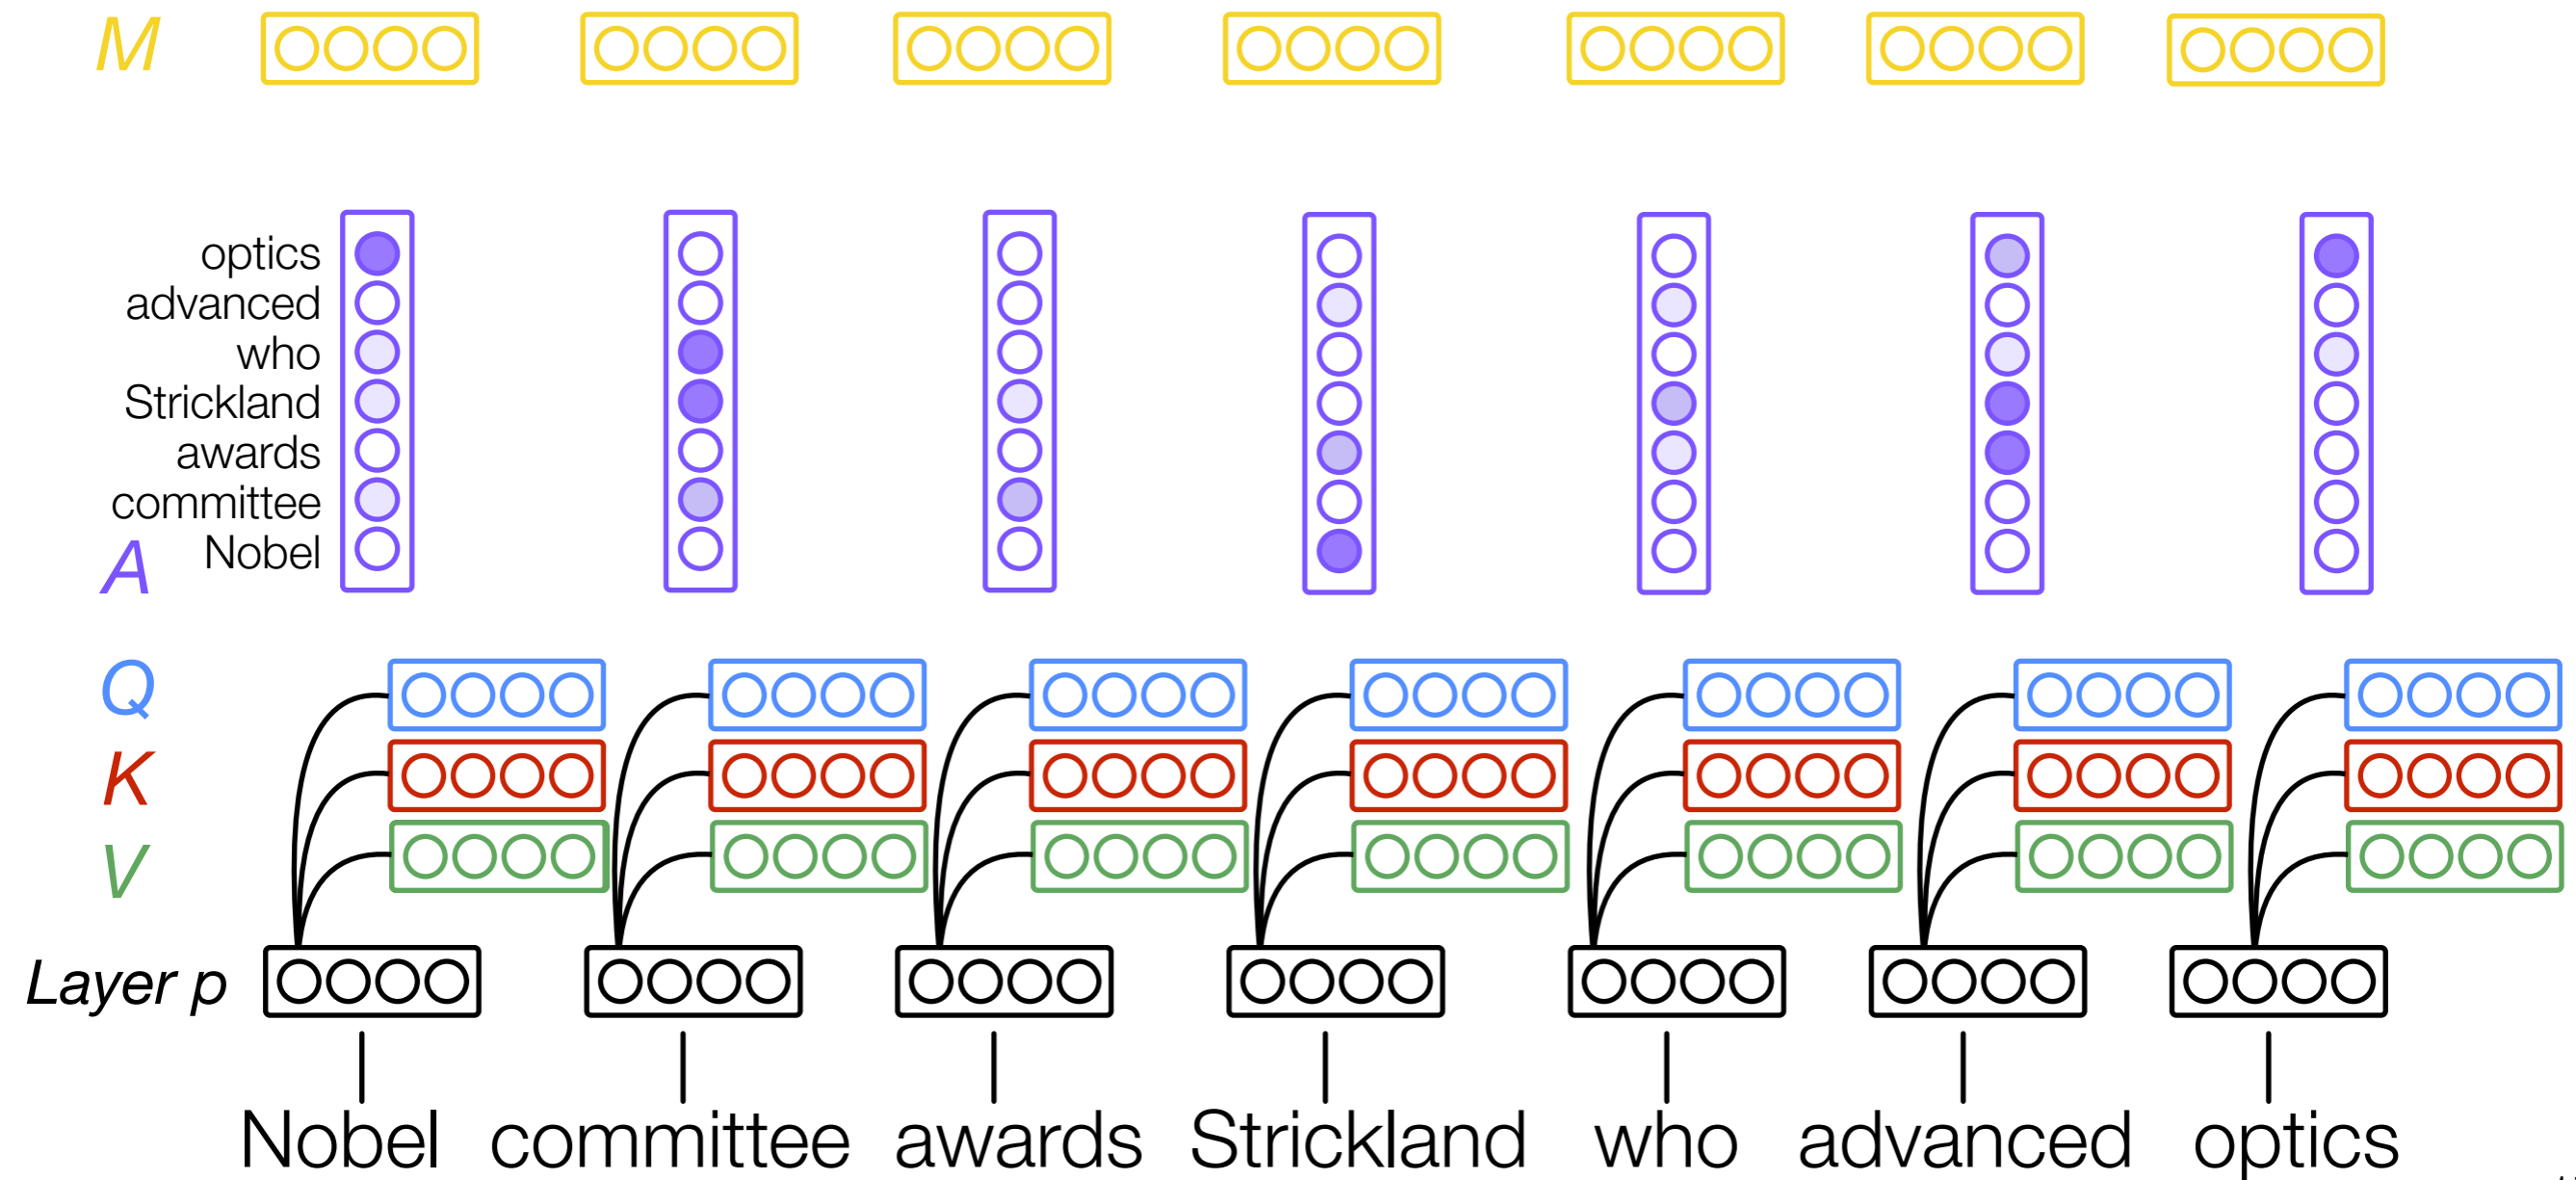 M
optics
advanced
who
Strickland
awards
committee
Nobel
A
Q
K
V
Layer p
Nobel committee awards Strickland who advanced optics